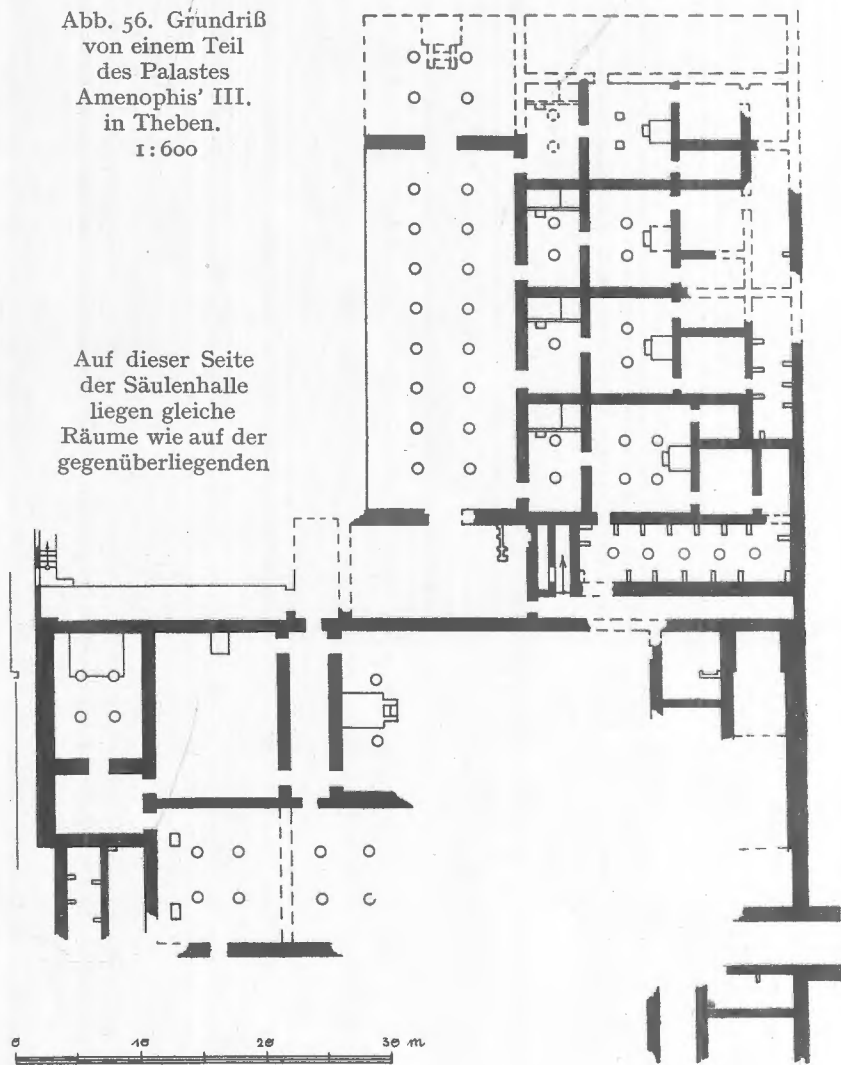 Abb. 56. Grundriß
von einem Teil
des Palastes
Amenophis' III.
in Theben.
1:600
Auf dieser Seite
der Säulenhalle
liegen gleiche
Räume wie auf der
gegenüberliegenden
0 10 20 30 m